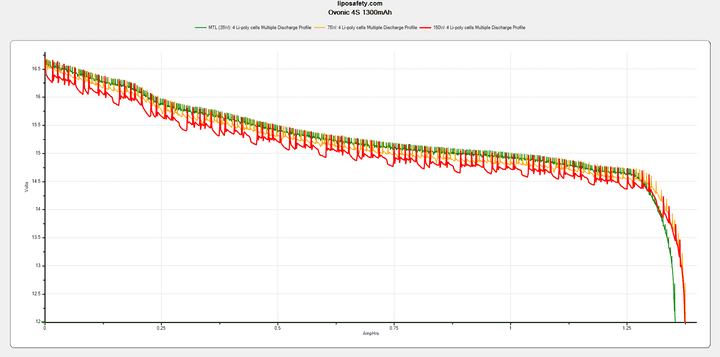 liposafety.com
Ovonic 4S 1300mAh
MTL (35W): 4 Li-poly cells Multiple Discharge Profile 75W: 4 Li-poly cells Multiple Discharge Profile 150W: 4 Li-poly cells Multiple Discharge Profile
16.5
16
15.5
15
14.5
14
13.5
13
12.5
12
Volts
0 0.25 0.5 0.75 1 1.25
AmpHrs